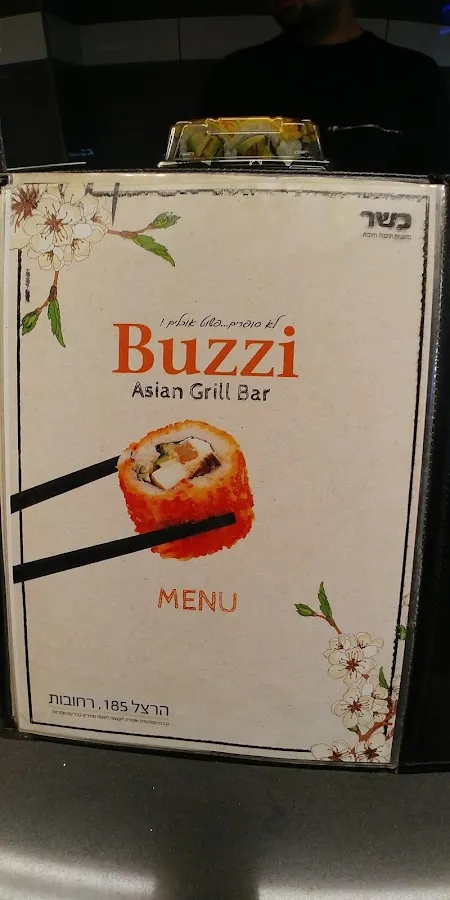 כשר
לא סופרים...פשוט אוכלים !
Buzzi
Asian Grill Bar
MENU
הרצל 185, רחובות